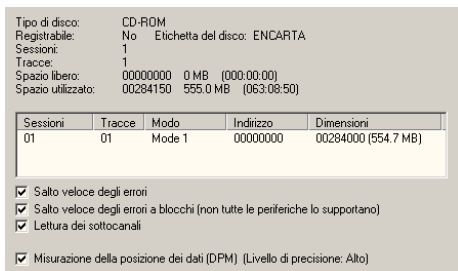 Tipo di disco: CD-ROM
Registrabile: No Etichetta del disco: ENCARTA
Sessioni: 1
Tracce: 1
Spazio libero: 00000000 0 MB (000:00:00)
Spazio utilizzato: 00284150 555.0 MB (063:08:50)
Sessioni Tracce Modo Indirizzo Dimensioni
01 01 Mode 1 00000000 00284000 (554.7 MB)
Salto veloce degli errori
Salto veloce degli errori a blocchi (non tutte le periferiche lo supportano)
Lettura dei sottocanali
Misurazione della posizione dei dati (DPM) (Livello di precisione: Alto)